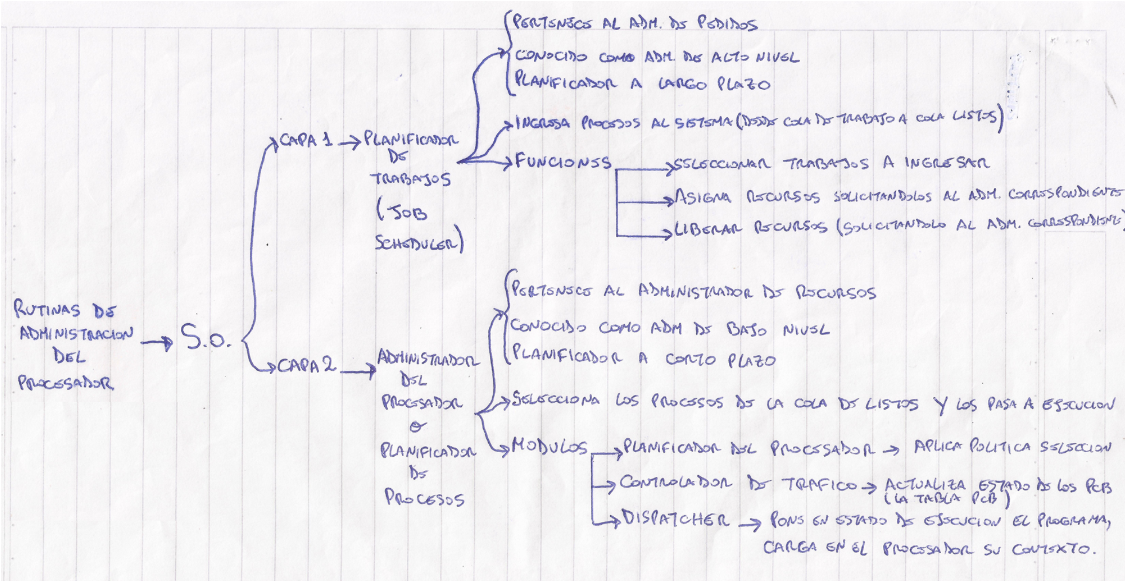 PERTENECE AL ADM. DE PEDIDOS
CONOCIDO COMO ADM. DE ALTO NIVEL
PLANIFICADOR A LARGO PLAZO
INGRESA PROCESOS AL SISTEMA (DESDE COLA DE TRABAJO A COLA LISTOS)
CAPA 1
PLANIFICADOR
DE
TRABAJOS
(JOB
SCHEDULER)
FUNCIONES
SELECCIONAR TRABAJOS A INGRESAR
ASIGNA RECURSOS SOLICITANDOLOS AL ADM. CORRESPONDIENTE
LIBERAR RECURSOS (SOLICITANDOLO AL ADM. CORRESPONDIENTE)
RUTINAS DE
ADMINISTRACION
DEL
PROCESADOR
S.O.
CAPA 2
ADMINISTRADOR
DEL
PROCESADOR
O
PLANIFICADOR
DE
PROCESOS
PERTENECE AL ADMINISTRADOR DE RECURSOS
CONOCIDO COMO ADM DE BAJO NIVEL
PLANIFICADOR A CORTO PLAZO
SELECCIONA LOS PROCESOS DE LA COLA DE LISTOS Y LOS PASA A EJECUCION
MODULOS
PLANIFICADOR DEL PROCESADOR → APLICA POLITICA SELECCION
CONTROLADOR DE TRAFICO → ACTUALIZA ESTADO DE LOS PCB
(LA TABLA PCB)
DISPATCHER → PONE EN ESTADO DE EJECUCION EL PROGRAMA,
CARGA EN EL PROCESADOR SU CONTEXTO.